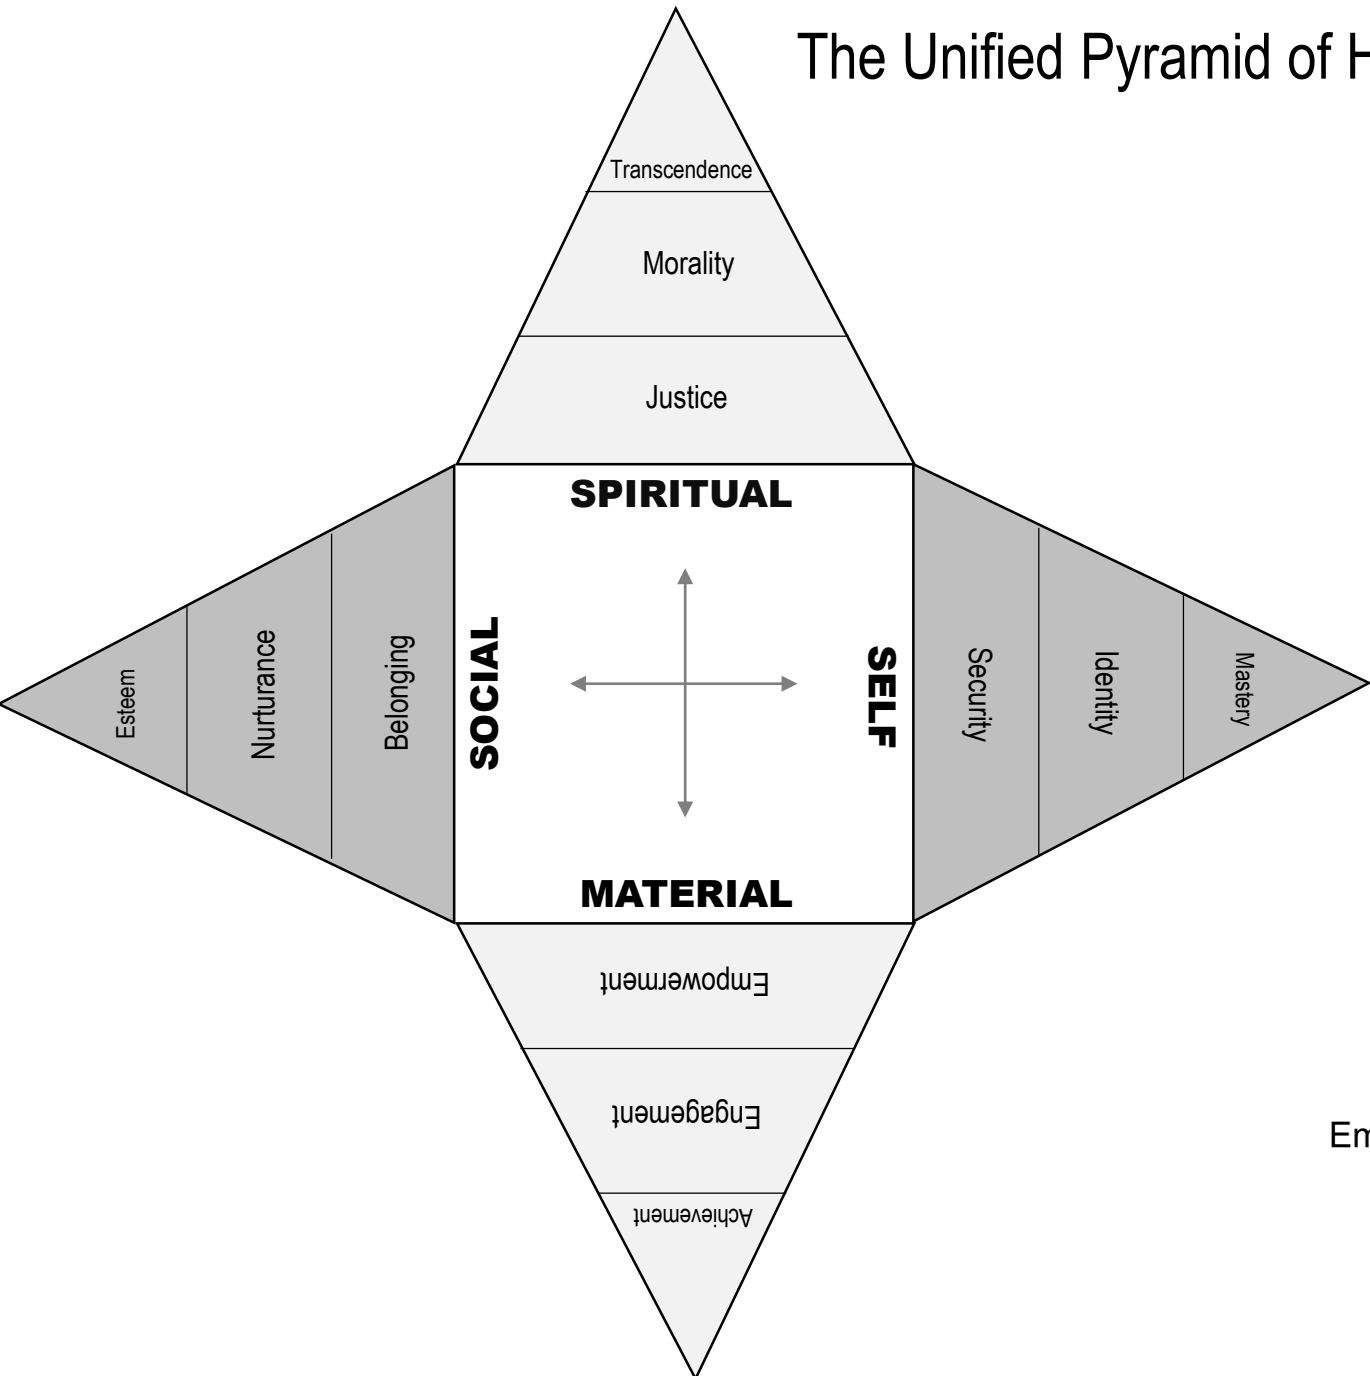 The Unified Pyramid of H
Transcendence
Morality
Justice
SPIRITUAL
Esteem
Nurturance
Belonging
SOCIAL
SELF
Security
Identity
Mastery
MATERIAL
Empowerment
Engagement
Achievement
Em